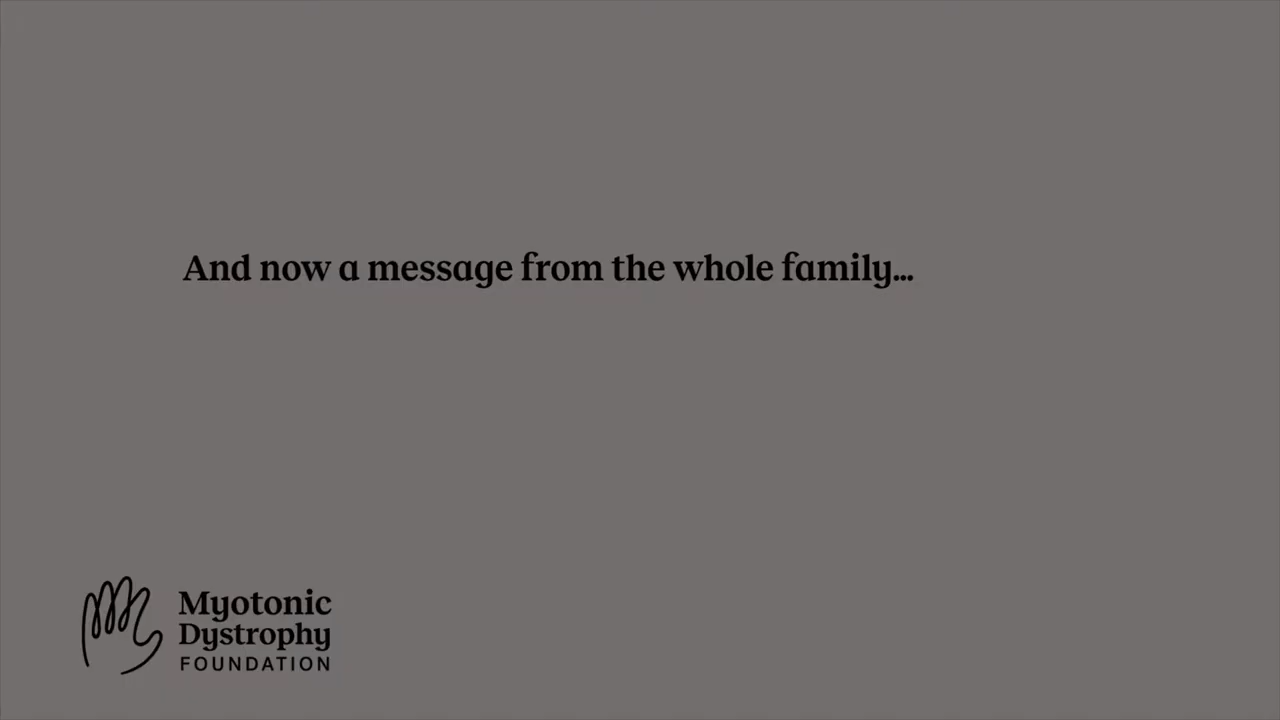 And now a message from the whole family...
Myotonic
Dystrophy
FOUNDATION